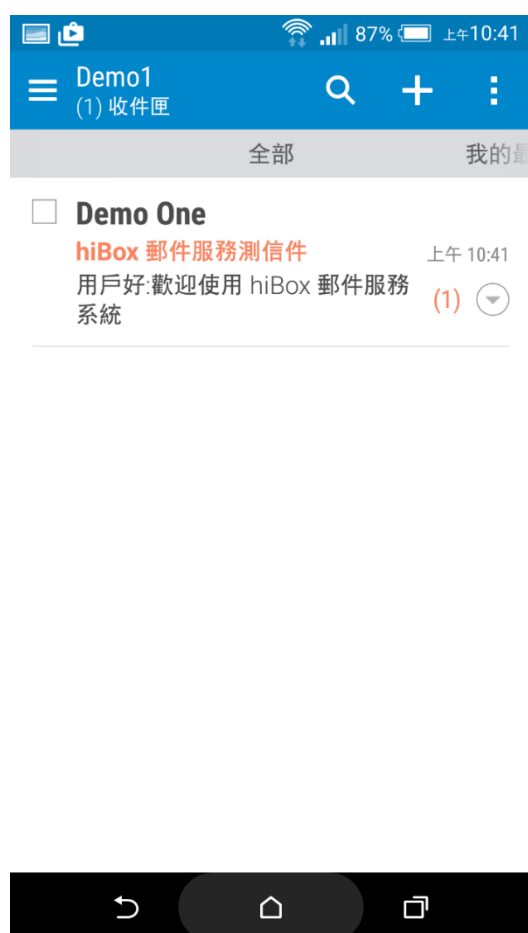 87% 上午10:41
Demo1
(1) 收件匣
全部 我的最
Demo One
hiBox 郵件服務測信件
上午 10:41
用戶好:歡迎使用 hiBox 郵件服務
系統
(1)